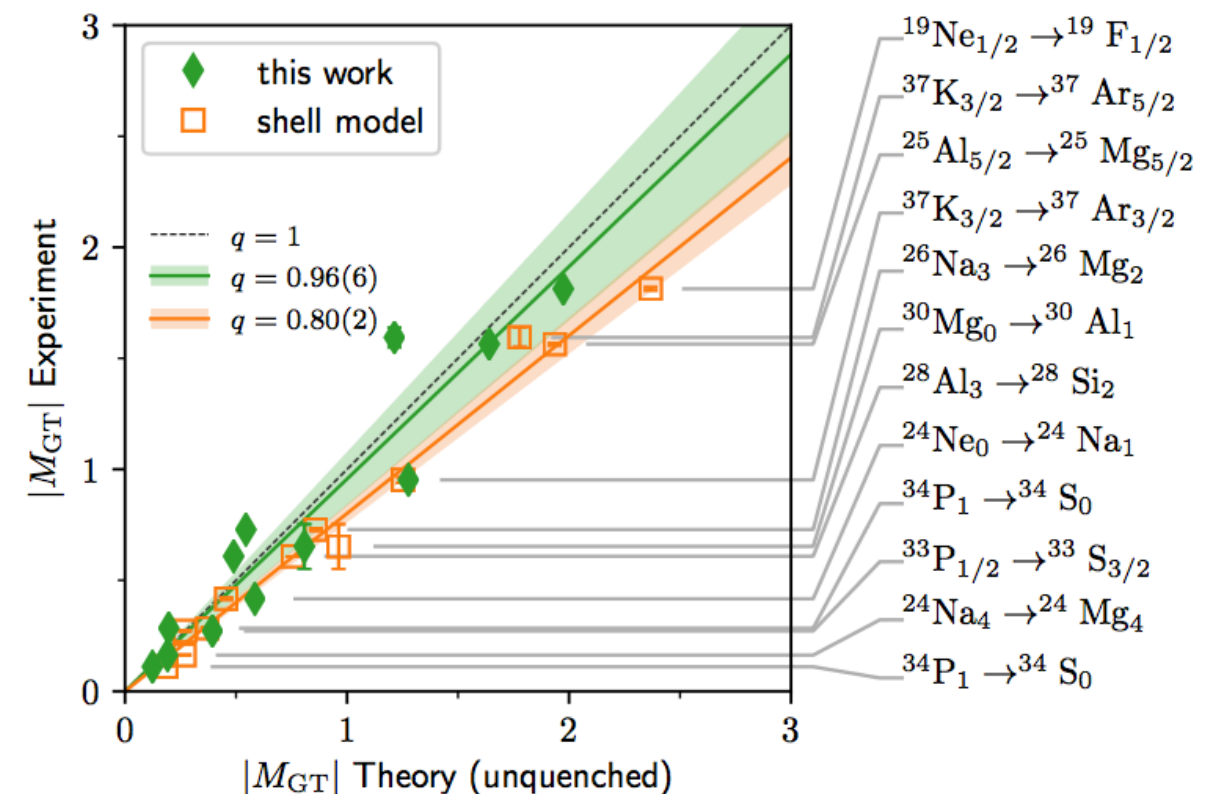 3
this work
shell model
q = 1
q = 0.96(6)
q = 0.80(2)
2
1
0
|M_GT| Experiment
0 1 2 3
|M_GT| Theory (unquenched)
¹⁹Ne₁/₂ →¹⁹ F₁/₂
³⁷K₃/₂ →³⁷ Ar₅/₂
²⁵Al₅/₂ →²⁵ Mg₅/₂
³⁷K₃/₂ →³⁷ Ar₃/₂
²⁶Na₃ →²⁶ Mg₂
³⁰Mg₀ →³⁰ Al₁
²⁸Al₃ →²⁸ Si₂
²⁴Ne₀ →²⁴ Na₁
³⁴P₁ →³⁴ S₀
³³P₁/₂ →³³ S₃/₂
²⁴Na₄ →²⁴ Mg₄
³⁴P₁ →³⁴ S₀